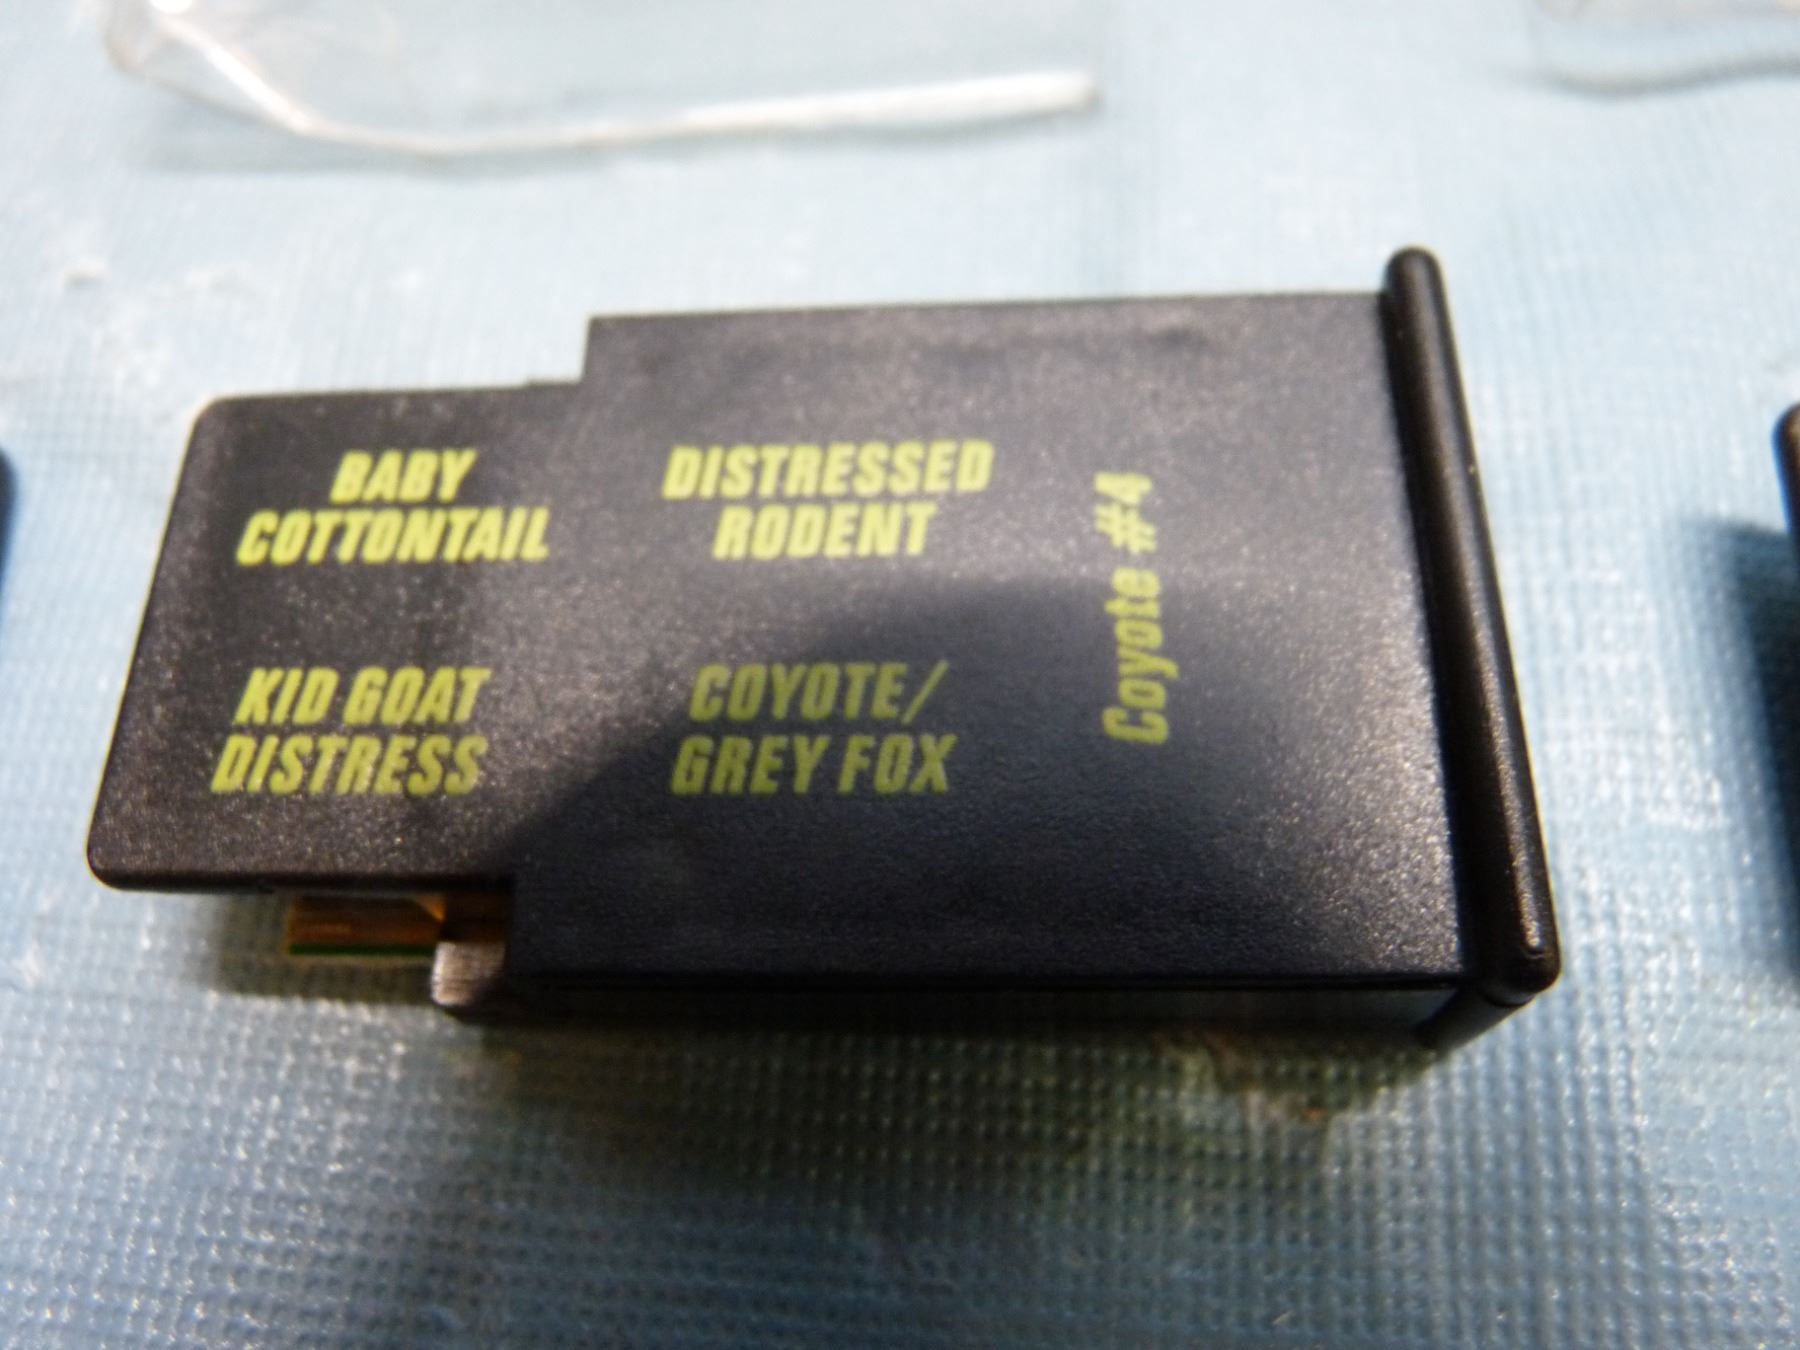 BABY
COTTONTAIL
DISTRESSED
RODENT
KID GOAT
DISTRESS
COYOTE/
GREY FOX
Coyote #4